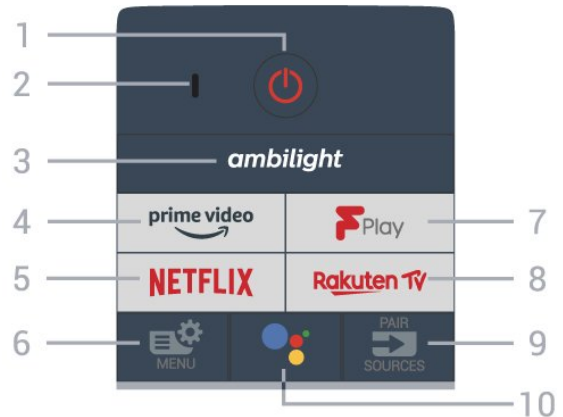 1
2
3 ambilight
4 prime video
F Play 7
5 NETFLIX
Rakuten TV 8
6 MENU
PAIR
SOURCES 9
10